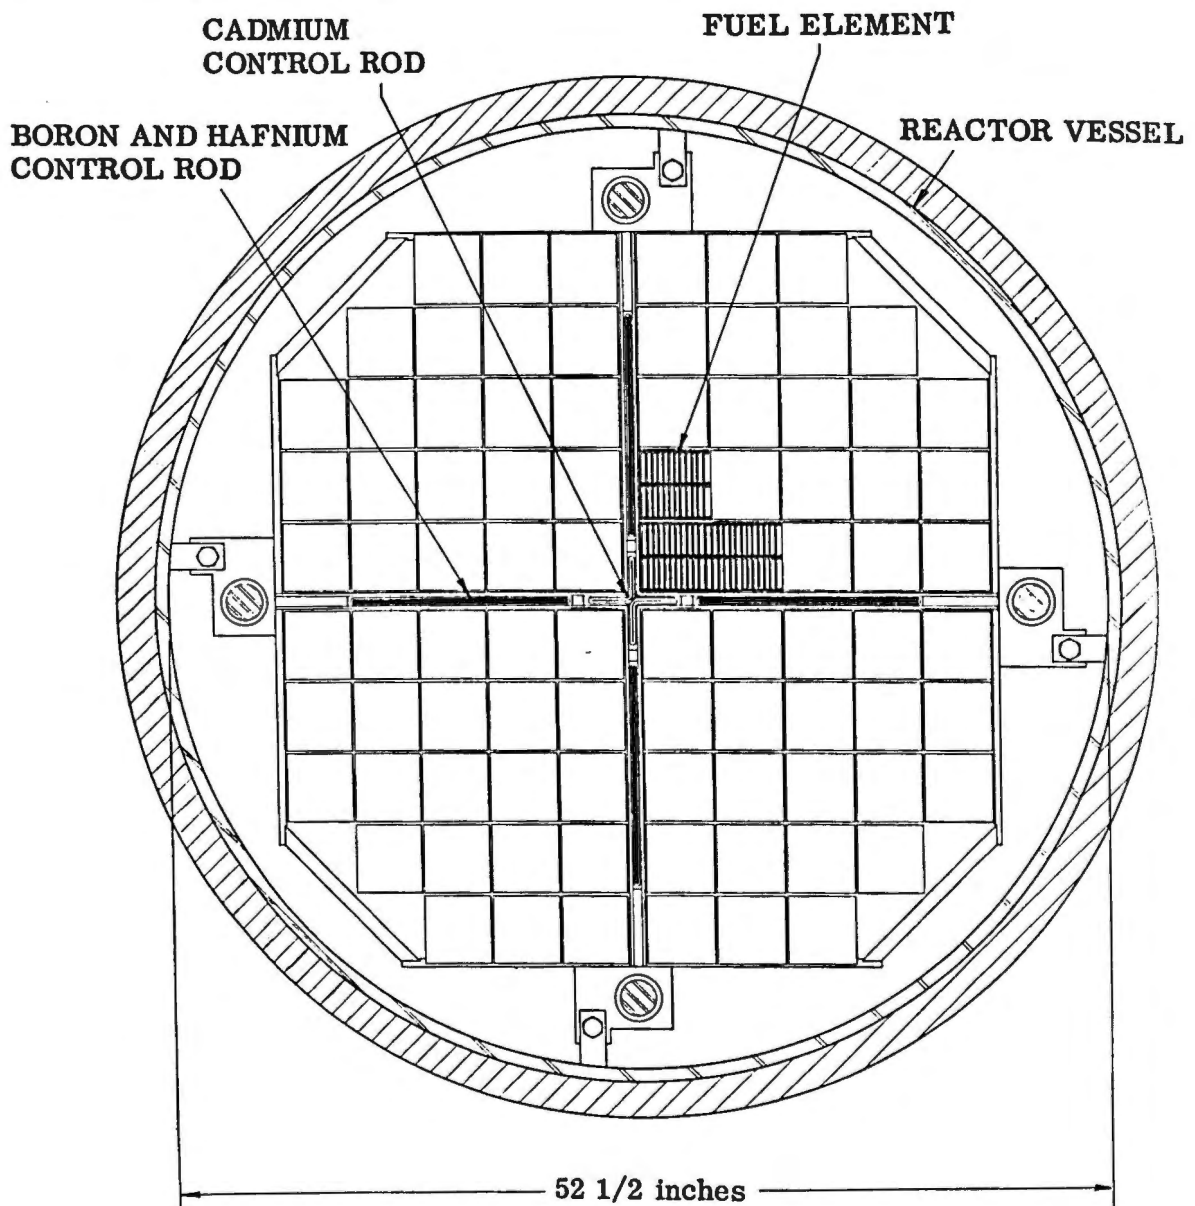 CADMIUM
CONTROL ROD
FUEL ELEMENT
BORON AND HAFNIUM
CONTROL ROD
REACTOR VESSEL
52 1/2 inches